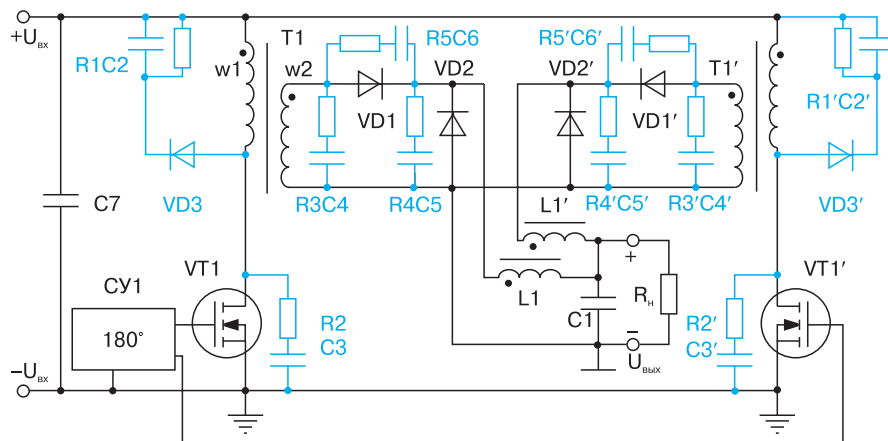 +Uвх
R1C2
w1
T1
w2
R5C6
VD2
R5′C6′
VD2′
T1′
R1′C2′
VD1
VD1′
C7
VD3
R3C4
R4C5
L1′
R4′C5′
R3′C4′
VD3′
VT1
+
VT1′
СУ1
180°
R2
C3
L1
C1
Rн
R2′
C3′
–
Uвых
–Uвх